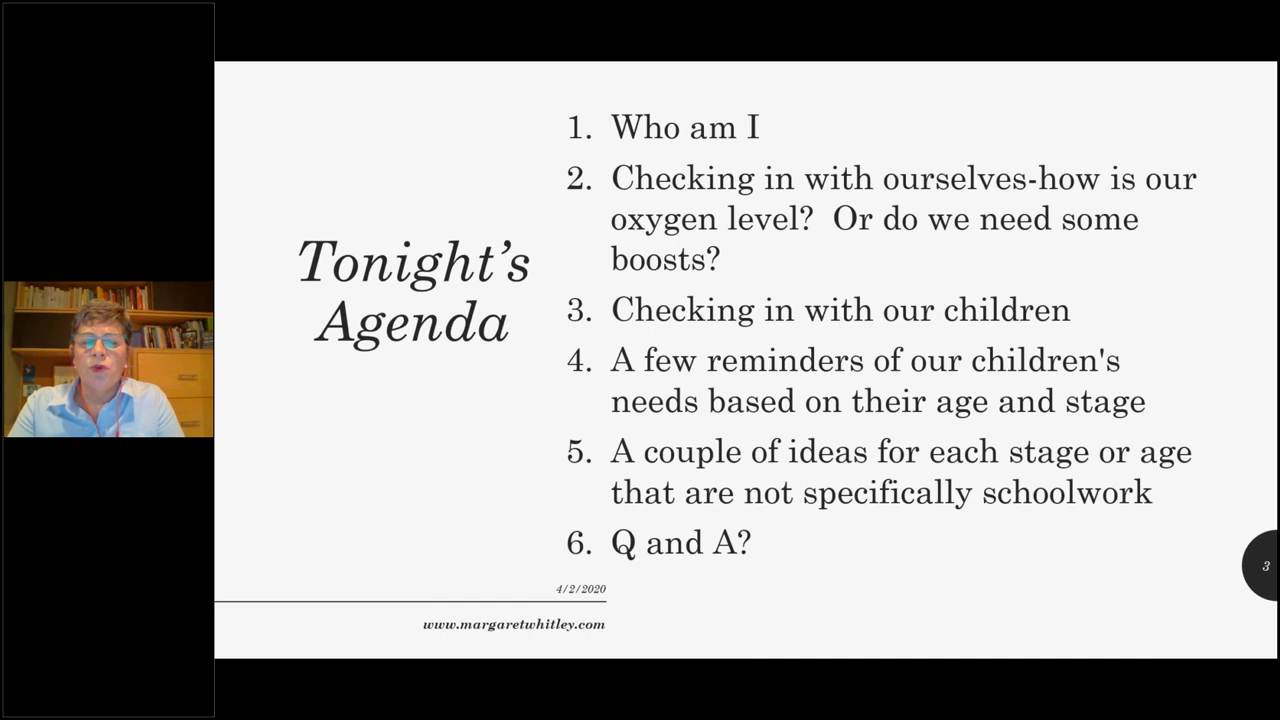 Tonight's
Agenda
1. Who am I
2. Checking in with ourselves-how is our
oxygen level?  Or do we need some
boosts?
3. Checking in with our children
4. A few reminders of our children's
needs based on their age and stage
5. A couple of ideas for each stage or age
that are not specifically schoolwork
6. Q and A?
4/2/2020
www.margaretwhitley.com
3